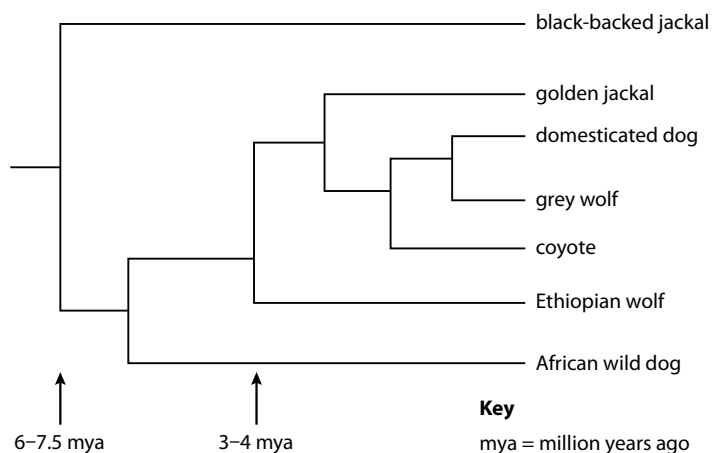 black-backed jackal
golden jackal
domesticated dog
grey wolf
coyote
Ethiopian wolf
African wild dog
6–7.5 mya
3–4 mya
Key
mya = million years ago